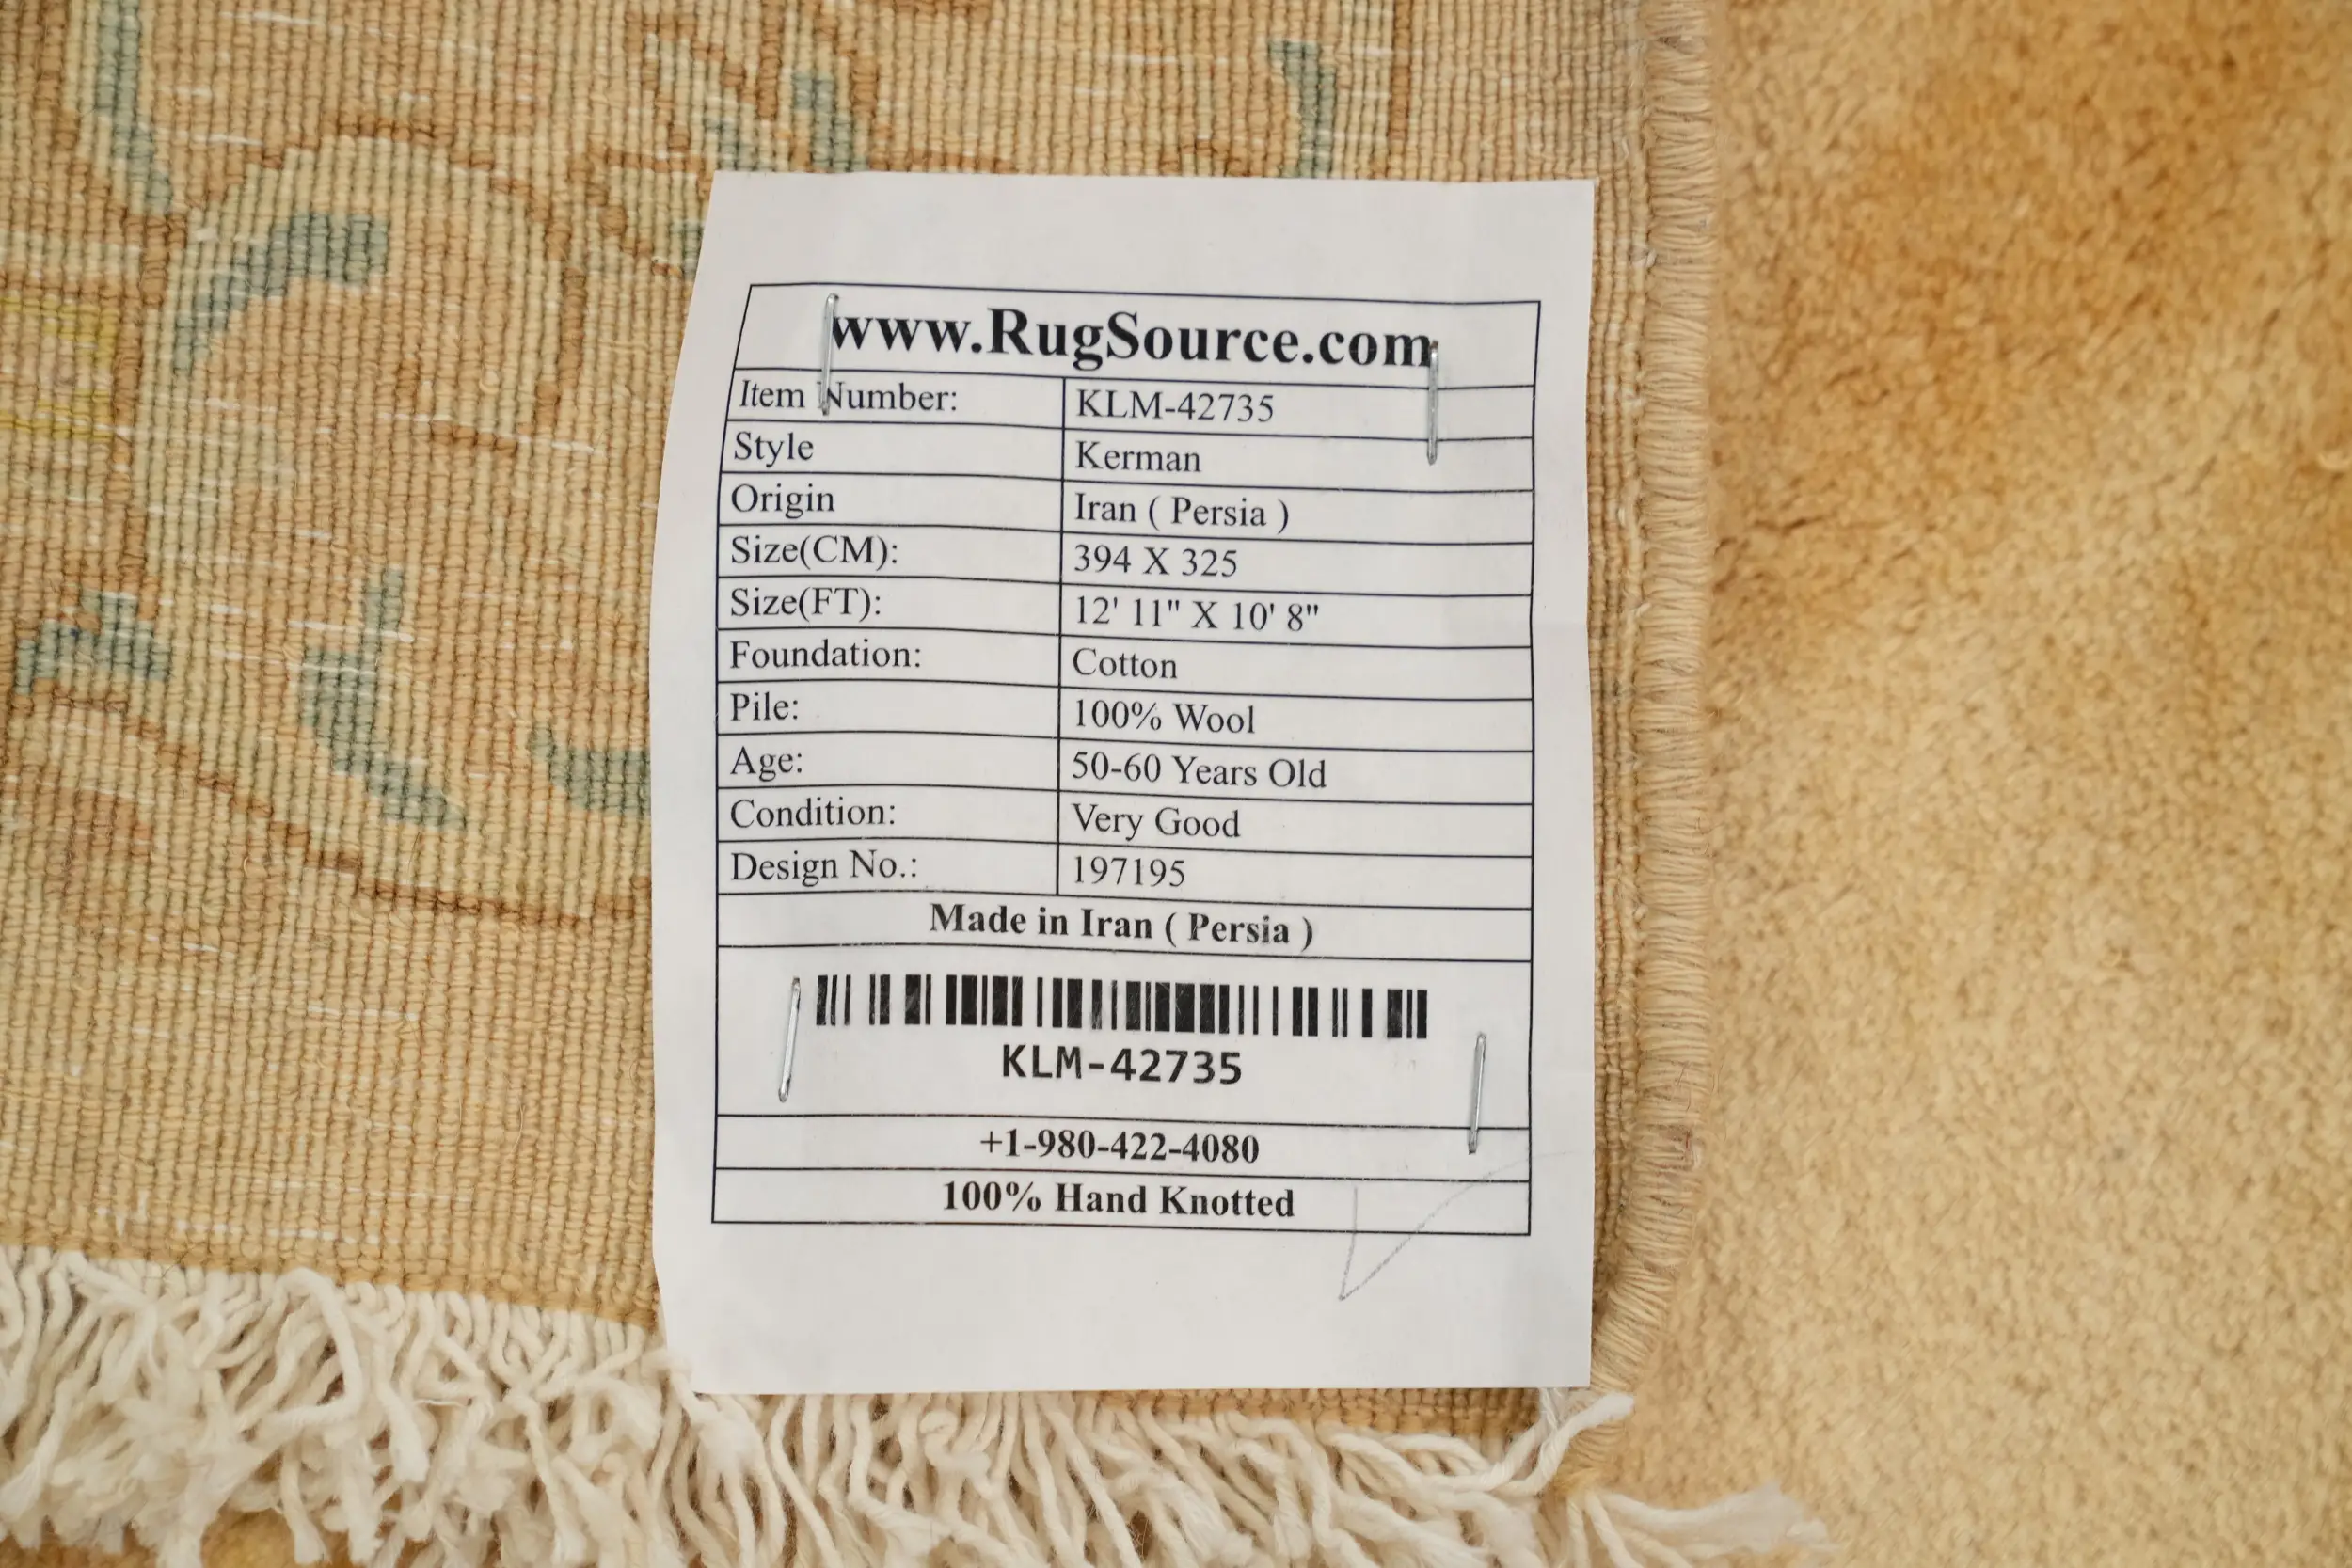 www.RugSource.com
Item Number: KLM-42735
Style Kerman
Origin Iran ( Persia )
Size(CM): 394 X 325
Size(FT): 12' 11" X 10' 8"
Foundation: Cotton
Pile: 100% Wool
Age: 50-60 Years Old
Condition: Very Good
Design No.: 197195
Made in Iran ( Persia )
KLM-42735
+1-980-422-4080
100% Hand Knotted